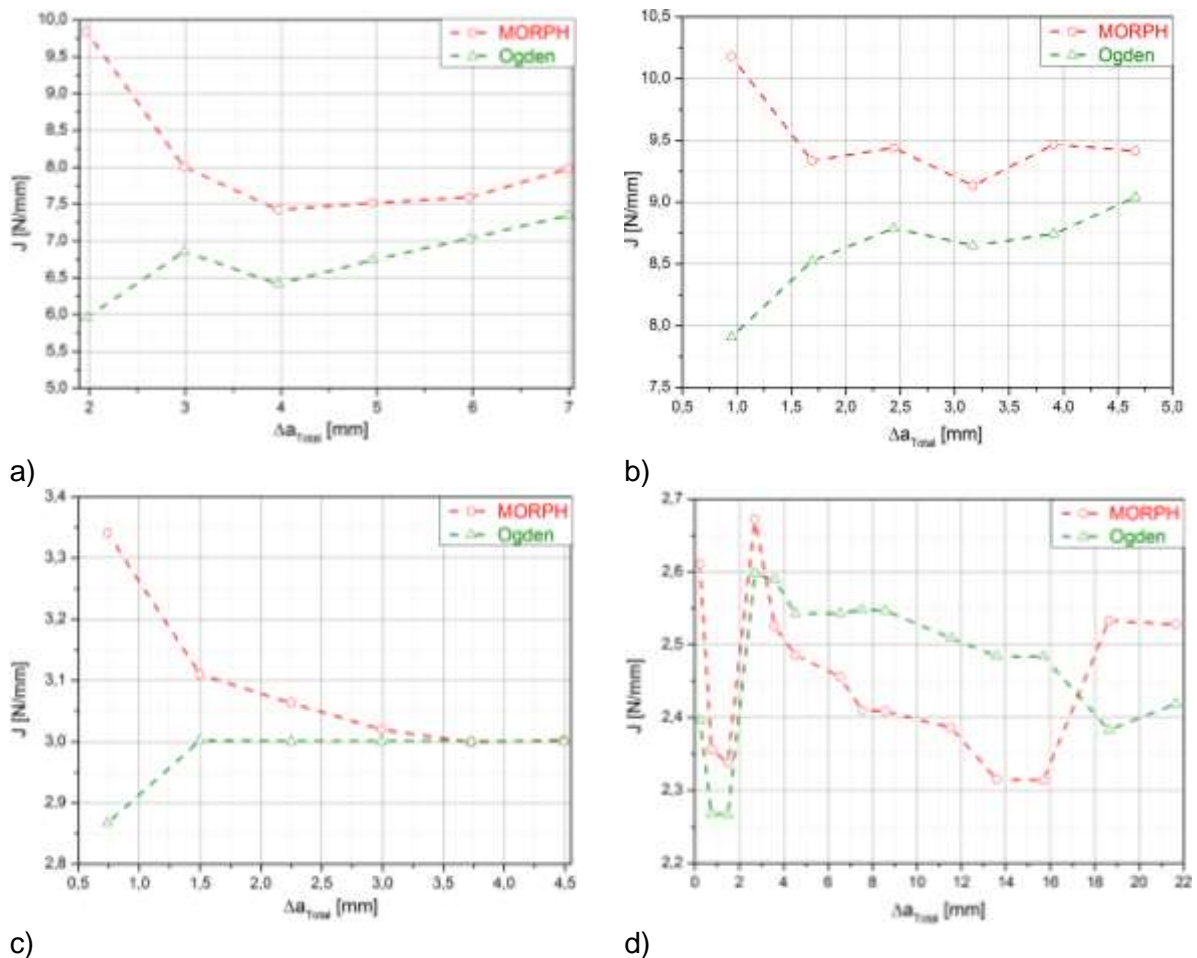 10,0
9,5
9,0
8,5
8,0
7,5
7,0
6,5
6,0
5,5
5,0
J [N/mm]
MORPH
Ogden
2 3 4 5 6 7
Δa_Total [mm]
a)
10,5
10,0
9,5
9,0
8,5
8,0
7,5
J [N/mm]
MORPH
Ogden
0,5 1,0 1,5 2,0 2,5 3,0 3,5 4,0 4,5 5,0
Δa_Total [mm]
b)
3,4
3,3
3,2
3,1
3,0
2,9
2,8
J [N/mm]
MORPH
Ogden
0,5 1,0 1,5 2,0 2,5 3,0 3,5 4,0 4,5
Δa_Total [mm]
c)
2,7
2,6
2,5
2,4
2,3
2,2
J [N/mm]
MORPH
Ogden
0 2 4 6 8 10 12 14 16 18 20 22
Δa_Total [mm]
d)